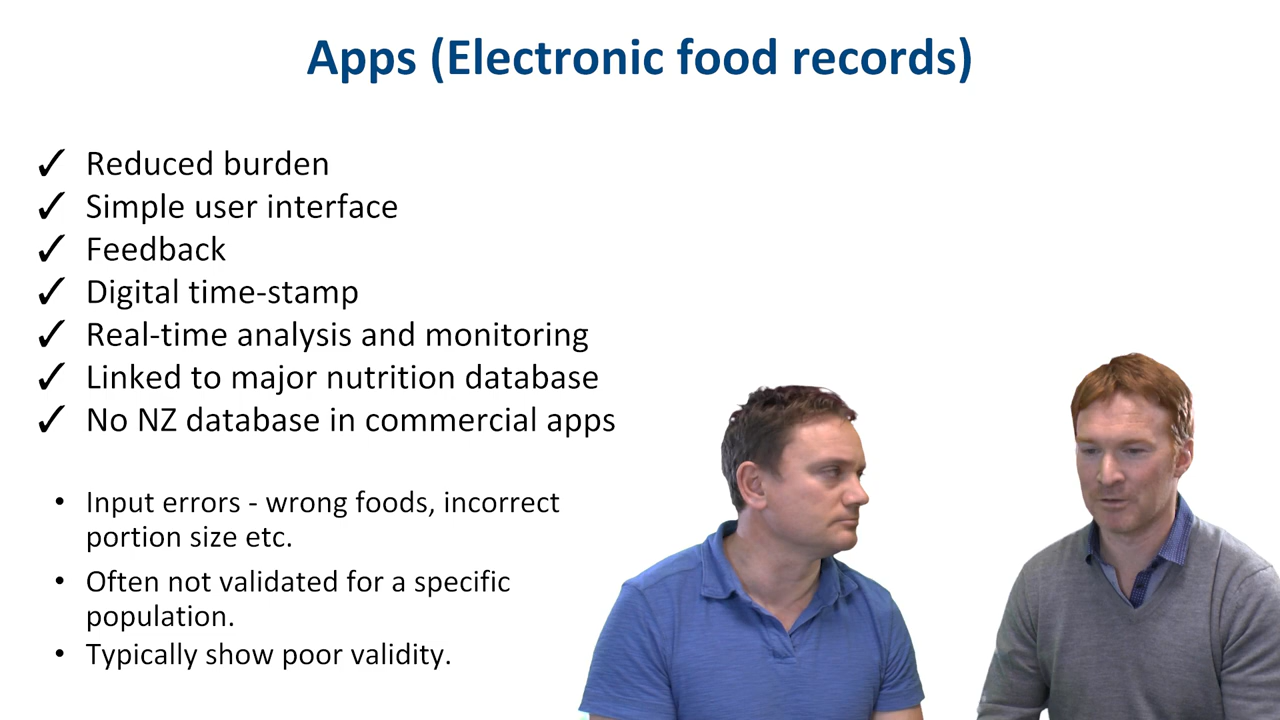 Apps (Electronic food records)
✓ Reduced burden
✓ Simple user interface
✓ Feedback
✓ Digital time-stamp
✓ Real-time analysis and monitoring
✓ Linked to major nutrition database
✓ No NZ database in commercial apps
• Input errors - wrong foods, incorrect
portion size etc.
• Often not validated for a specific
population.
• Typically show poor validity.